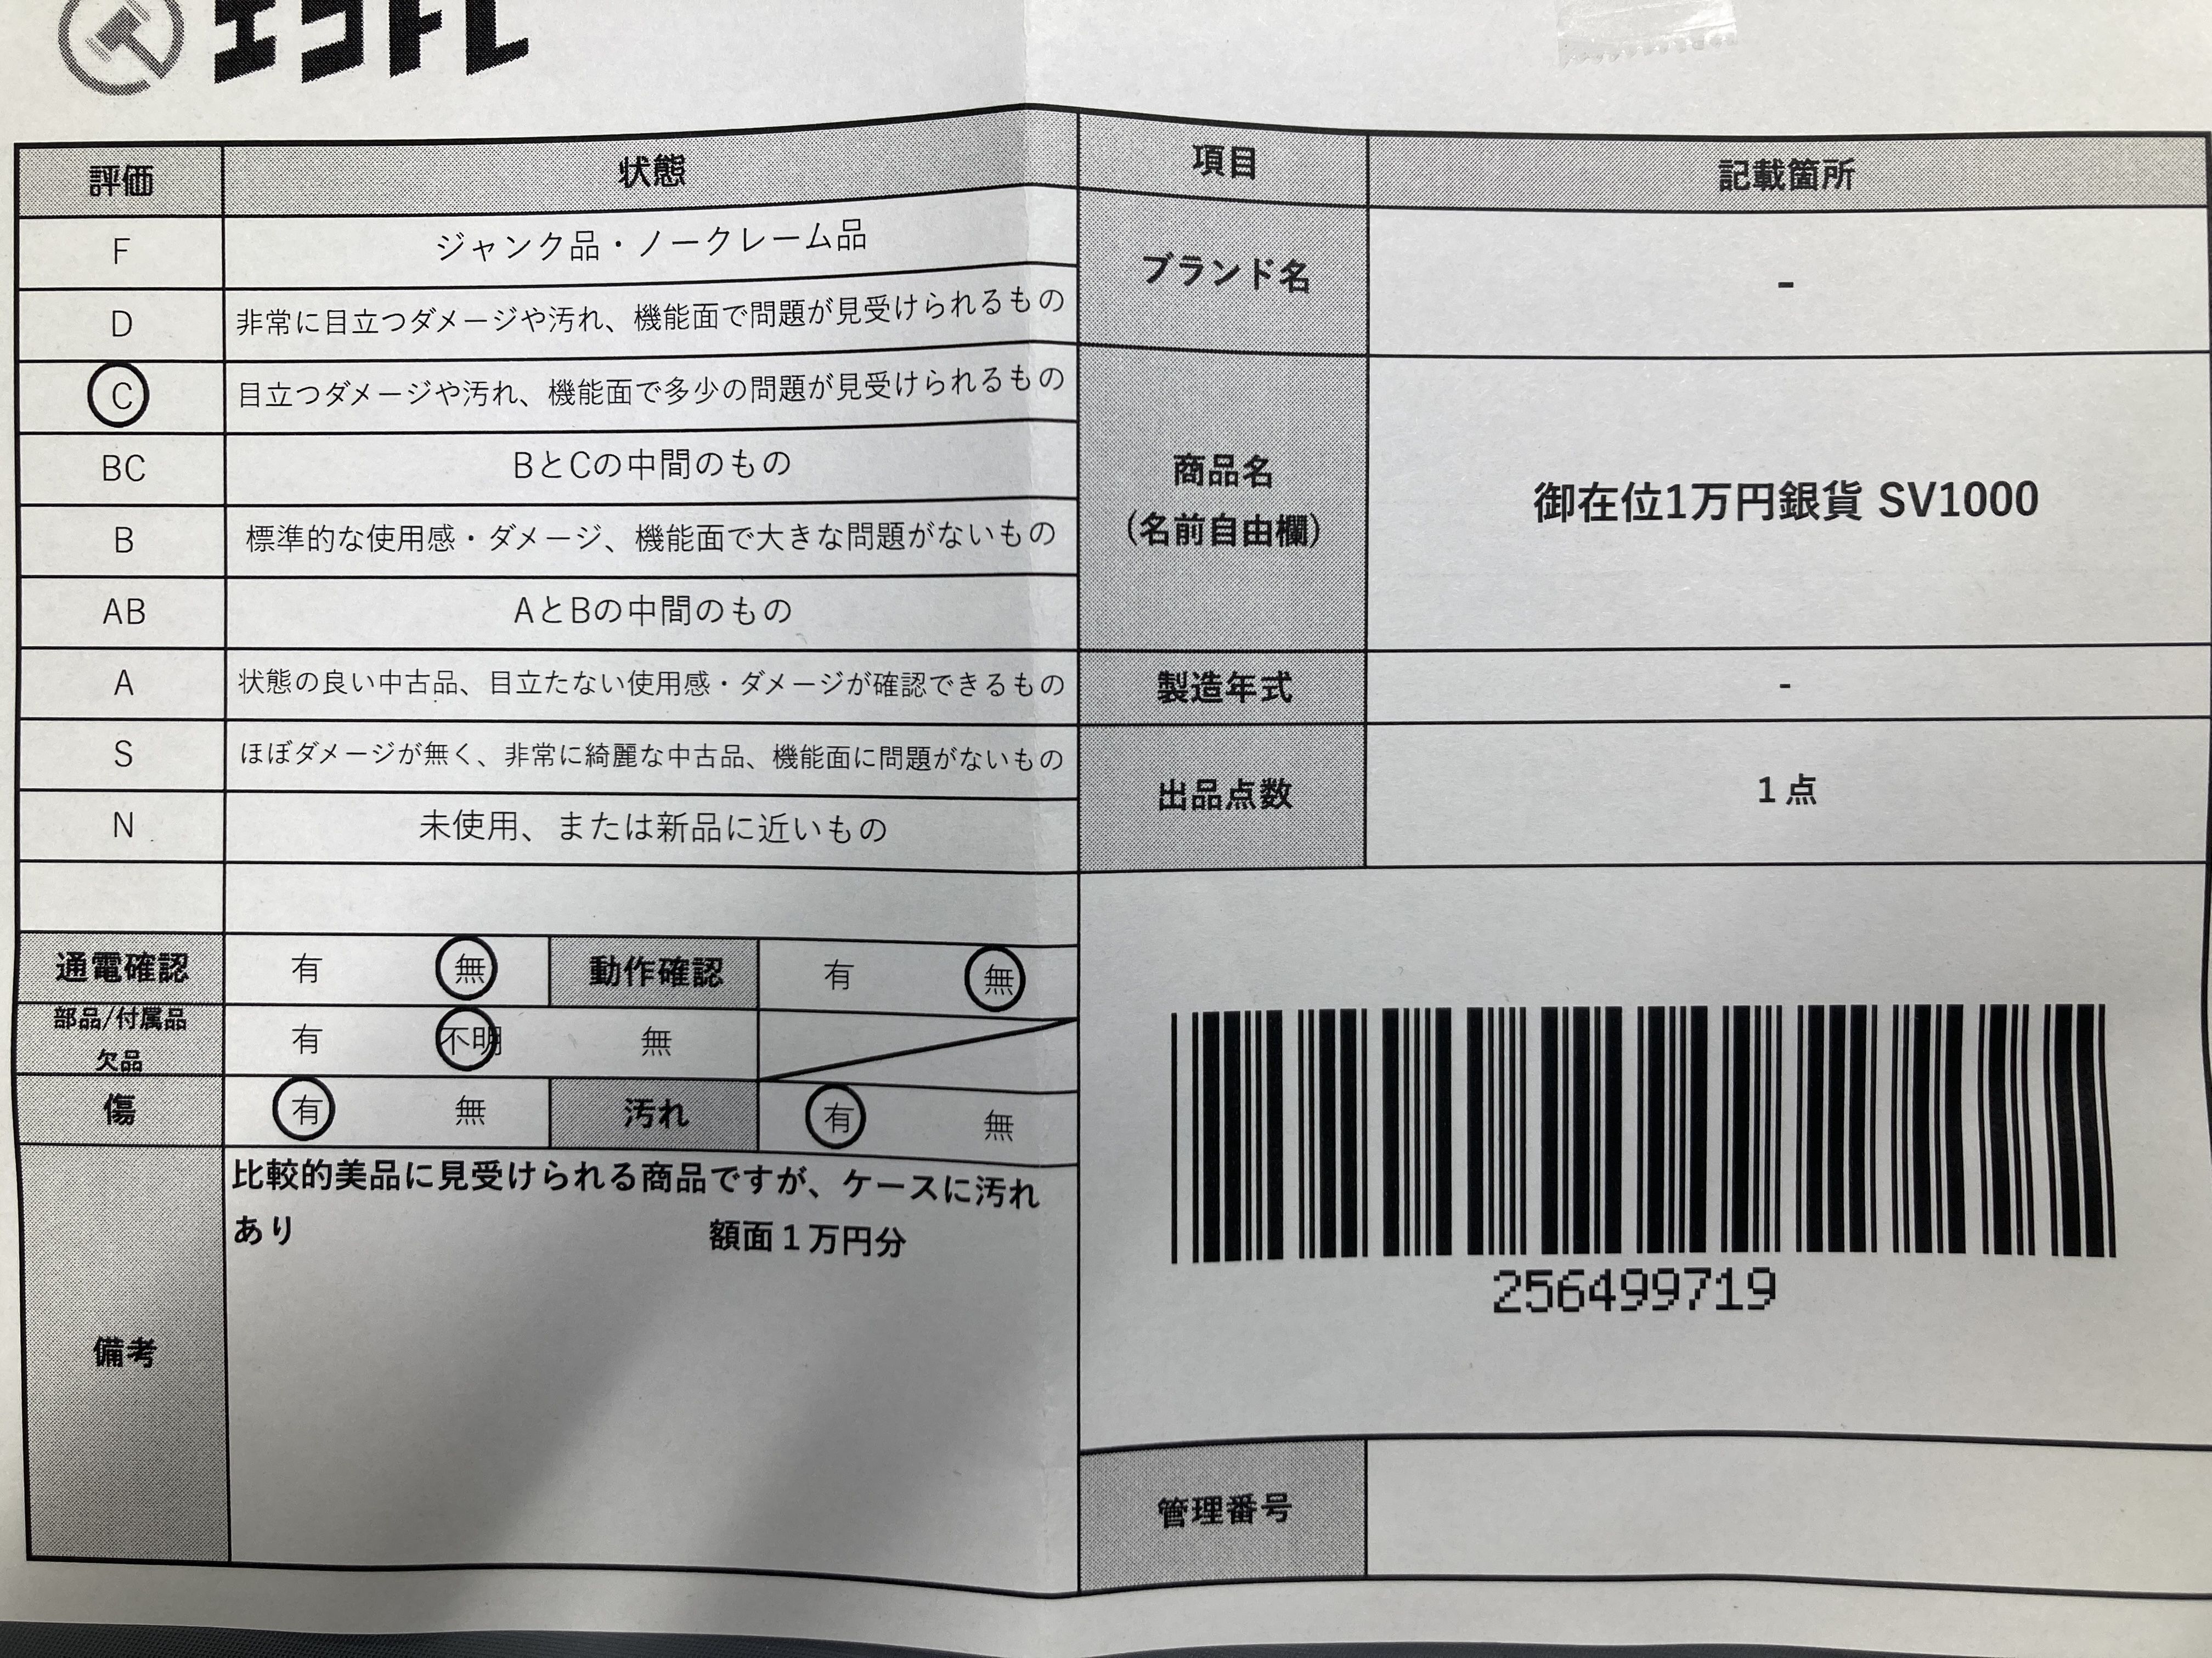 エコトレ
評価 状態
F ジャンク品・ノークレーム品
D 非常に目立つダメージや汚れ、機能面で問題が見受けられるもの
C 目立つダメージや汚れ、機能面で多少の問題が見受けられるもの
BC BとCの中間のもの
B 標準的な使用感・ダメージ、機能面で大きな問題がないもの
AB AとBの中間のもの
A 状態の良い中古品、目立たない使用感・ダメージが確認できるもの
S ほぼダメージが無く、非常に綺麗な中古品、機能面に問題がないもの
N 未使用、または新品に近いもの
通電確認 有 無 動作確認 有 無
部品/付属品
欠品 有 不明 無
傷 有 無 汚れ 有 無
備考
比較的美品に見受けられる商品ですが、ケースに汚れ
あり 額面1万円分
項目 記載箇所
ブランド名 -
商品名
(名前自由欄)
御在位1万円銀貨 SV1000
製造年式 -
出品点数 1点
256499719
管理番号